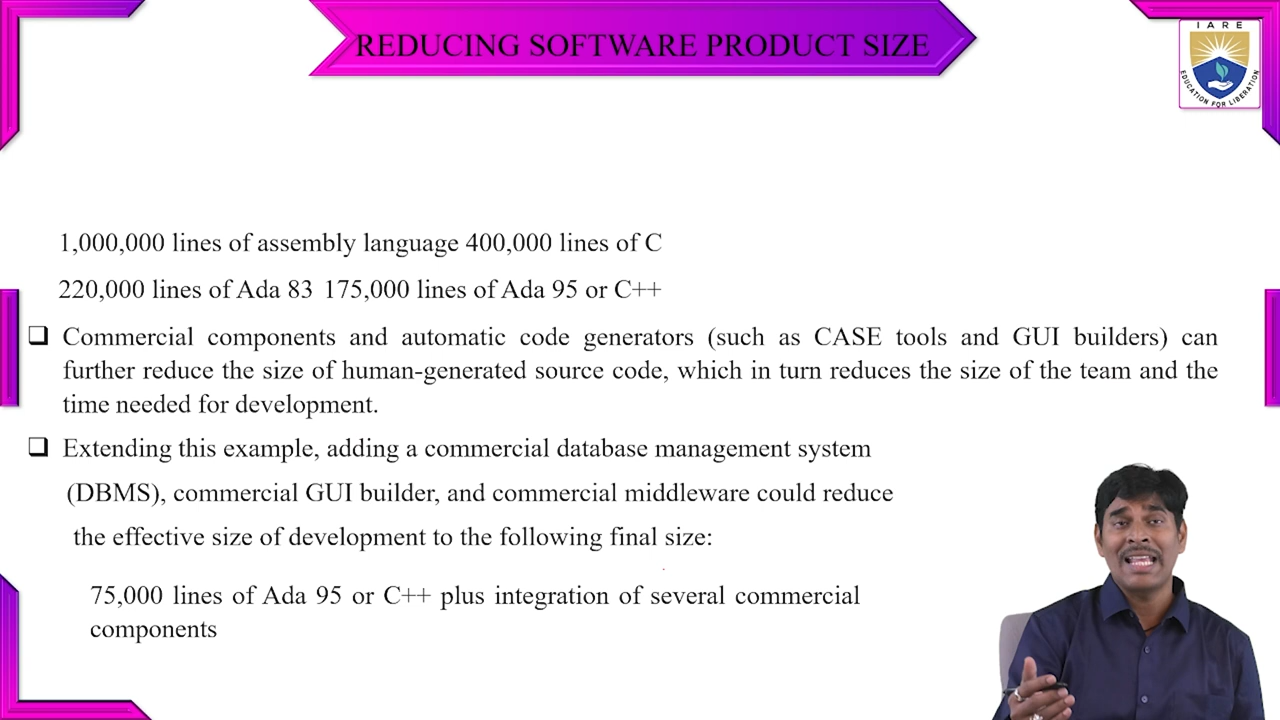 REDUCING SOFTWARE PRODUCT SIZE
I A R E
EDUCATION FOR LIBERATION
1,000,000 lines of assembly language 400,000 lines of C
220,000 lines of Ada 83 175,000 lines of Ada 95 or C++
❑ Commercial components and automatic code generators (such as CASE tools and GUI builders) can
further reduce the size of human-generated source code, which in turn reduces the size of the team and the
time needed for development.
❑ Extending this example, adding a commercial database management system
(DBMS), commercial GUI builder, and commercial middleware could reduce
the effective size of development to the following final size:
75,000 lines of Ada 95 or C++ plus integration of several commercial
components